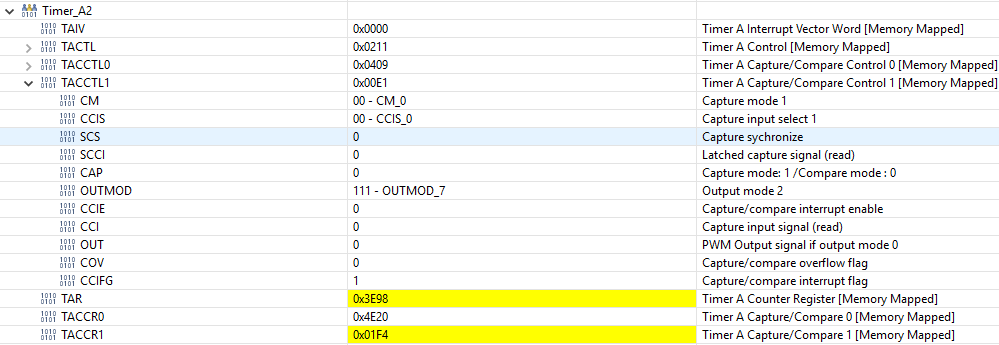 Timer_A2
TAIV 0x0000 Timer A Interrupt Vector Word [Memory Mapped]
TACTL 0x0211 Timer A Control [Memory Mapped]
TACCTL0 0x0409 Timer A Capture/Compare Control 0 [Memory Mapped]
TACCTL1 0x00E1 Timer A Capture/Compare Control 1 [Memory Mapped]
CM 00 - CM_0 Capture mode 1
CCIS 00 - CCIS_0 Capture input select 1
SCS 0 Capture sychronize
SCCI 0 Latched capture signal (read)
CAP 0 Capture mode: 1 /Compare mode : 0
OUTMOD 111 - OUTMOD_7 Output mode 2
CCIE 0 Capture/compare interrupt enable
CCI 0 Capture input signal (read)
OUT 0 PWM Output signal if output mode 0
COV 0 Capture/compare overflow flag
CCIFG 1 Capture/compare interrupt flag
TAR 0x3E98 Timer A Counter Register [Memory Mapped]
TACCR0 0x4E20 Timer A Capture/Compare 0 [Memory Mapped]
TACCR1 0x01F4 Timer A Capture/Compare 1 [Memory Mapped]